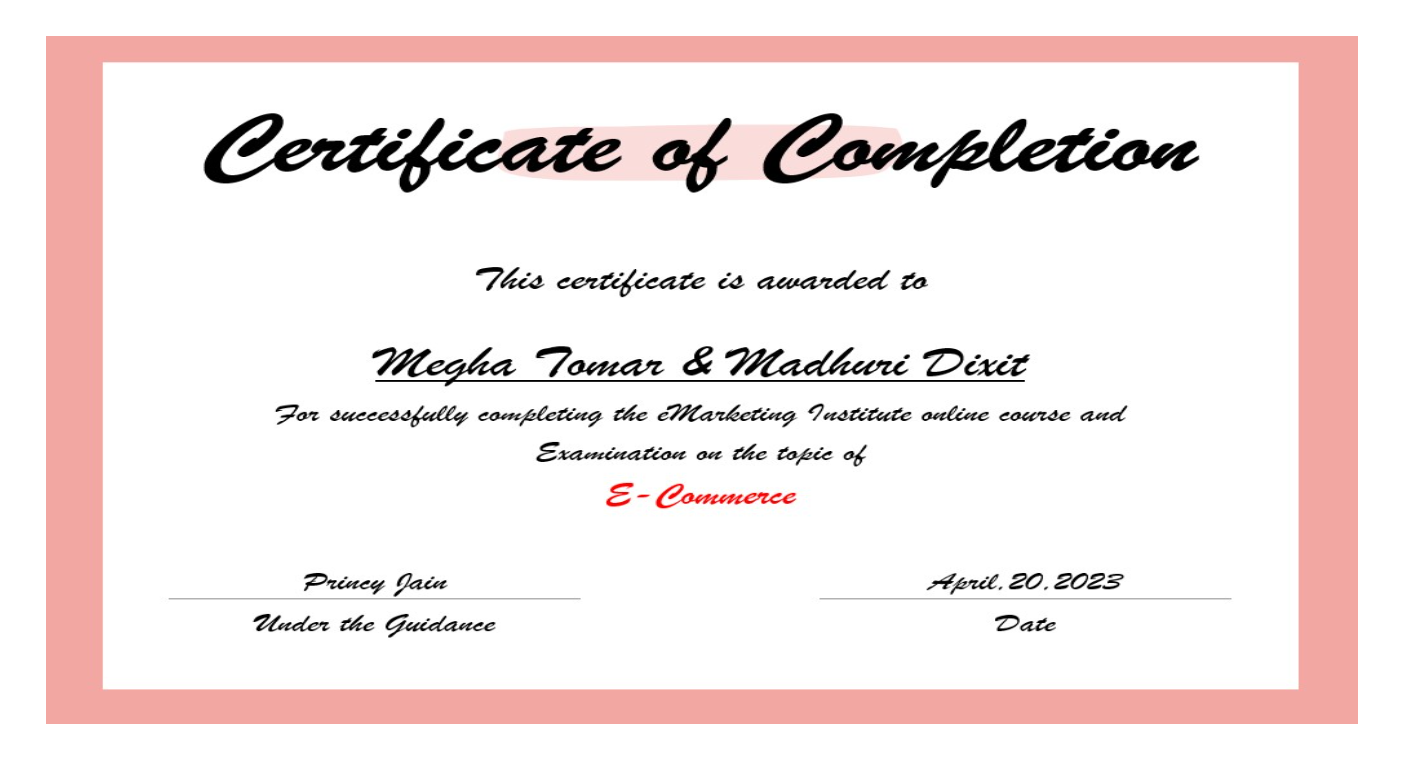 Certificate of Completion
This certificate is awarded to
Megha Tomar & Madhuri Dixit
For successfully completing the eMarketing Institute online course and
Examination on the topic of
E-Commerce
Princy Jain
Under the Guidance
April.20.2023
Date